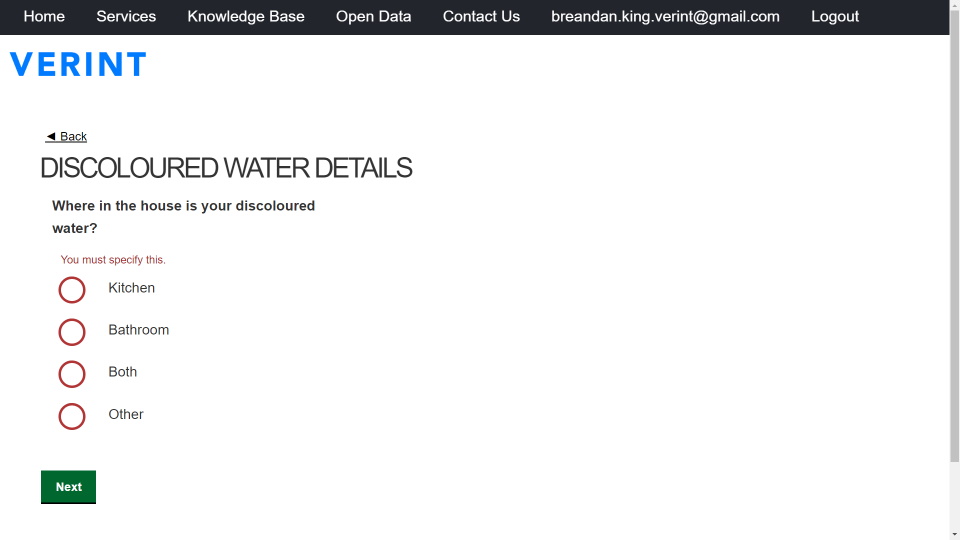 Home Services Knowledge Base Open Data Contact Us breandan.king.verint@gmail.com Logout
VERINT
◄ Back
DISCOLOURED WATER DETAILS
Where in the house is your discoloured
water?
You must specify this.
Kitchen
Bathroom
Both
Other
Next